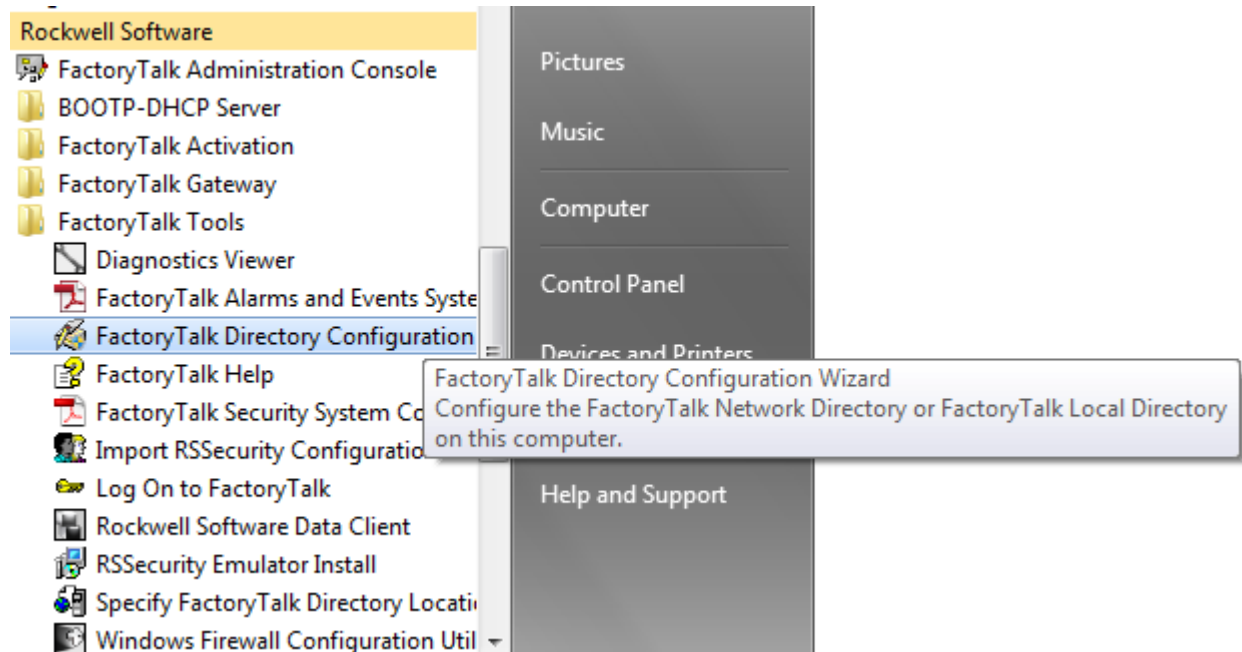 Rockwell Software
FactoryTalk Administration Console
BOOTP-DHCP Server
FactoryTalk Activation
FactoryTalk Gateway
FactoryTalk Tools
Diagnostics Viewer
FactoryTalk Alarms and Events Syste
FactoryTalk Directory Configuration
FactoryTalk Help
FactoryTalk Security System Co
Import RSSecurity Configuratio
Log On to FactoryTalk
Rockwell Software Data Client
RSSecurity Emulator Install
Specify FactoryTalk Directory Locati
Windows Firewall Configuration Util
Pictures
Music
Computer
Control Panel
Devices and Printers
FactoryTalk Directory Configuration Wizard
Configure the FactoryTalk Network Directory or FactoryTalk Local Directory
on this computer.
Help and Support